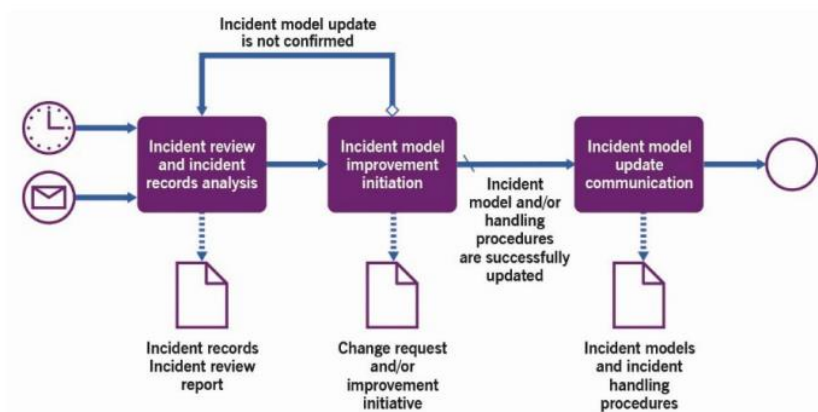 Incident model update
is not confirmed
Incident review
and incident
records analysis
Incident model
improvement
initiation
Incident
model and/or
handling
procedures
are successfully
updated
Incident model
update
communication
Incident records
Incident review
report
Change request
and/or
improvement
initiative
Incident models
and incident
handling
procedures